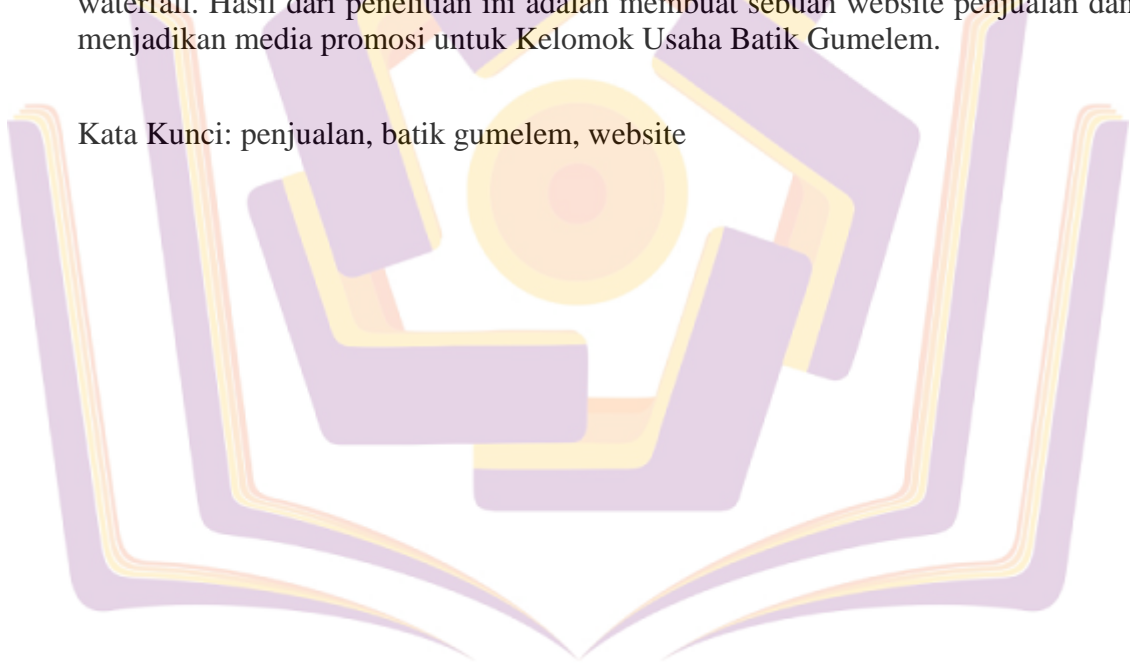 waterfall. Hasil dari penelitian ini adalah membuat sebuah website penjualan dan
menjadikan media promosi untuk Kelomok Usaha Batik Gumelem.
Kata Kunci: penjualan, batik gumelem, website